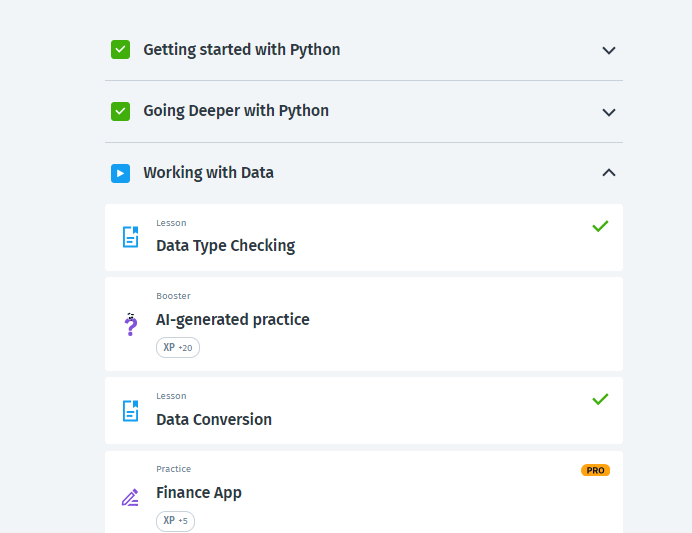 Getting started with Python
Going Deeper with Python
Working with Data
Lesson
Data Type Checking
Booster
AI-generated practice
XP +20
Lesson
Data Conversion
Practice
PRO
Finance App
XP +5